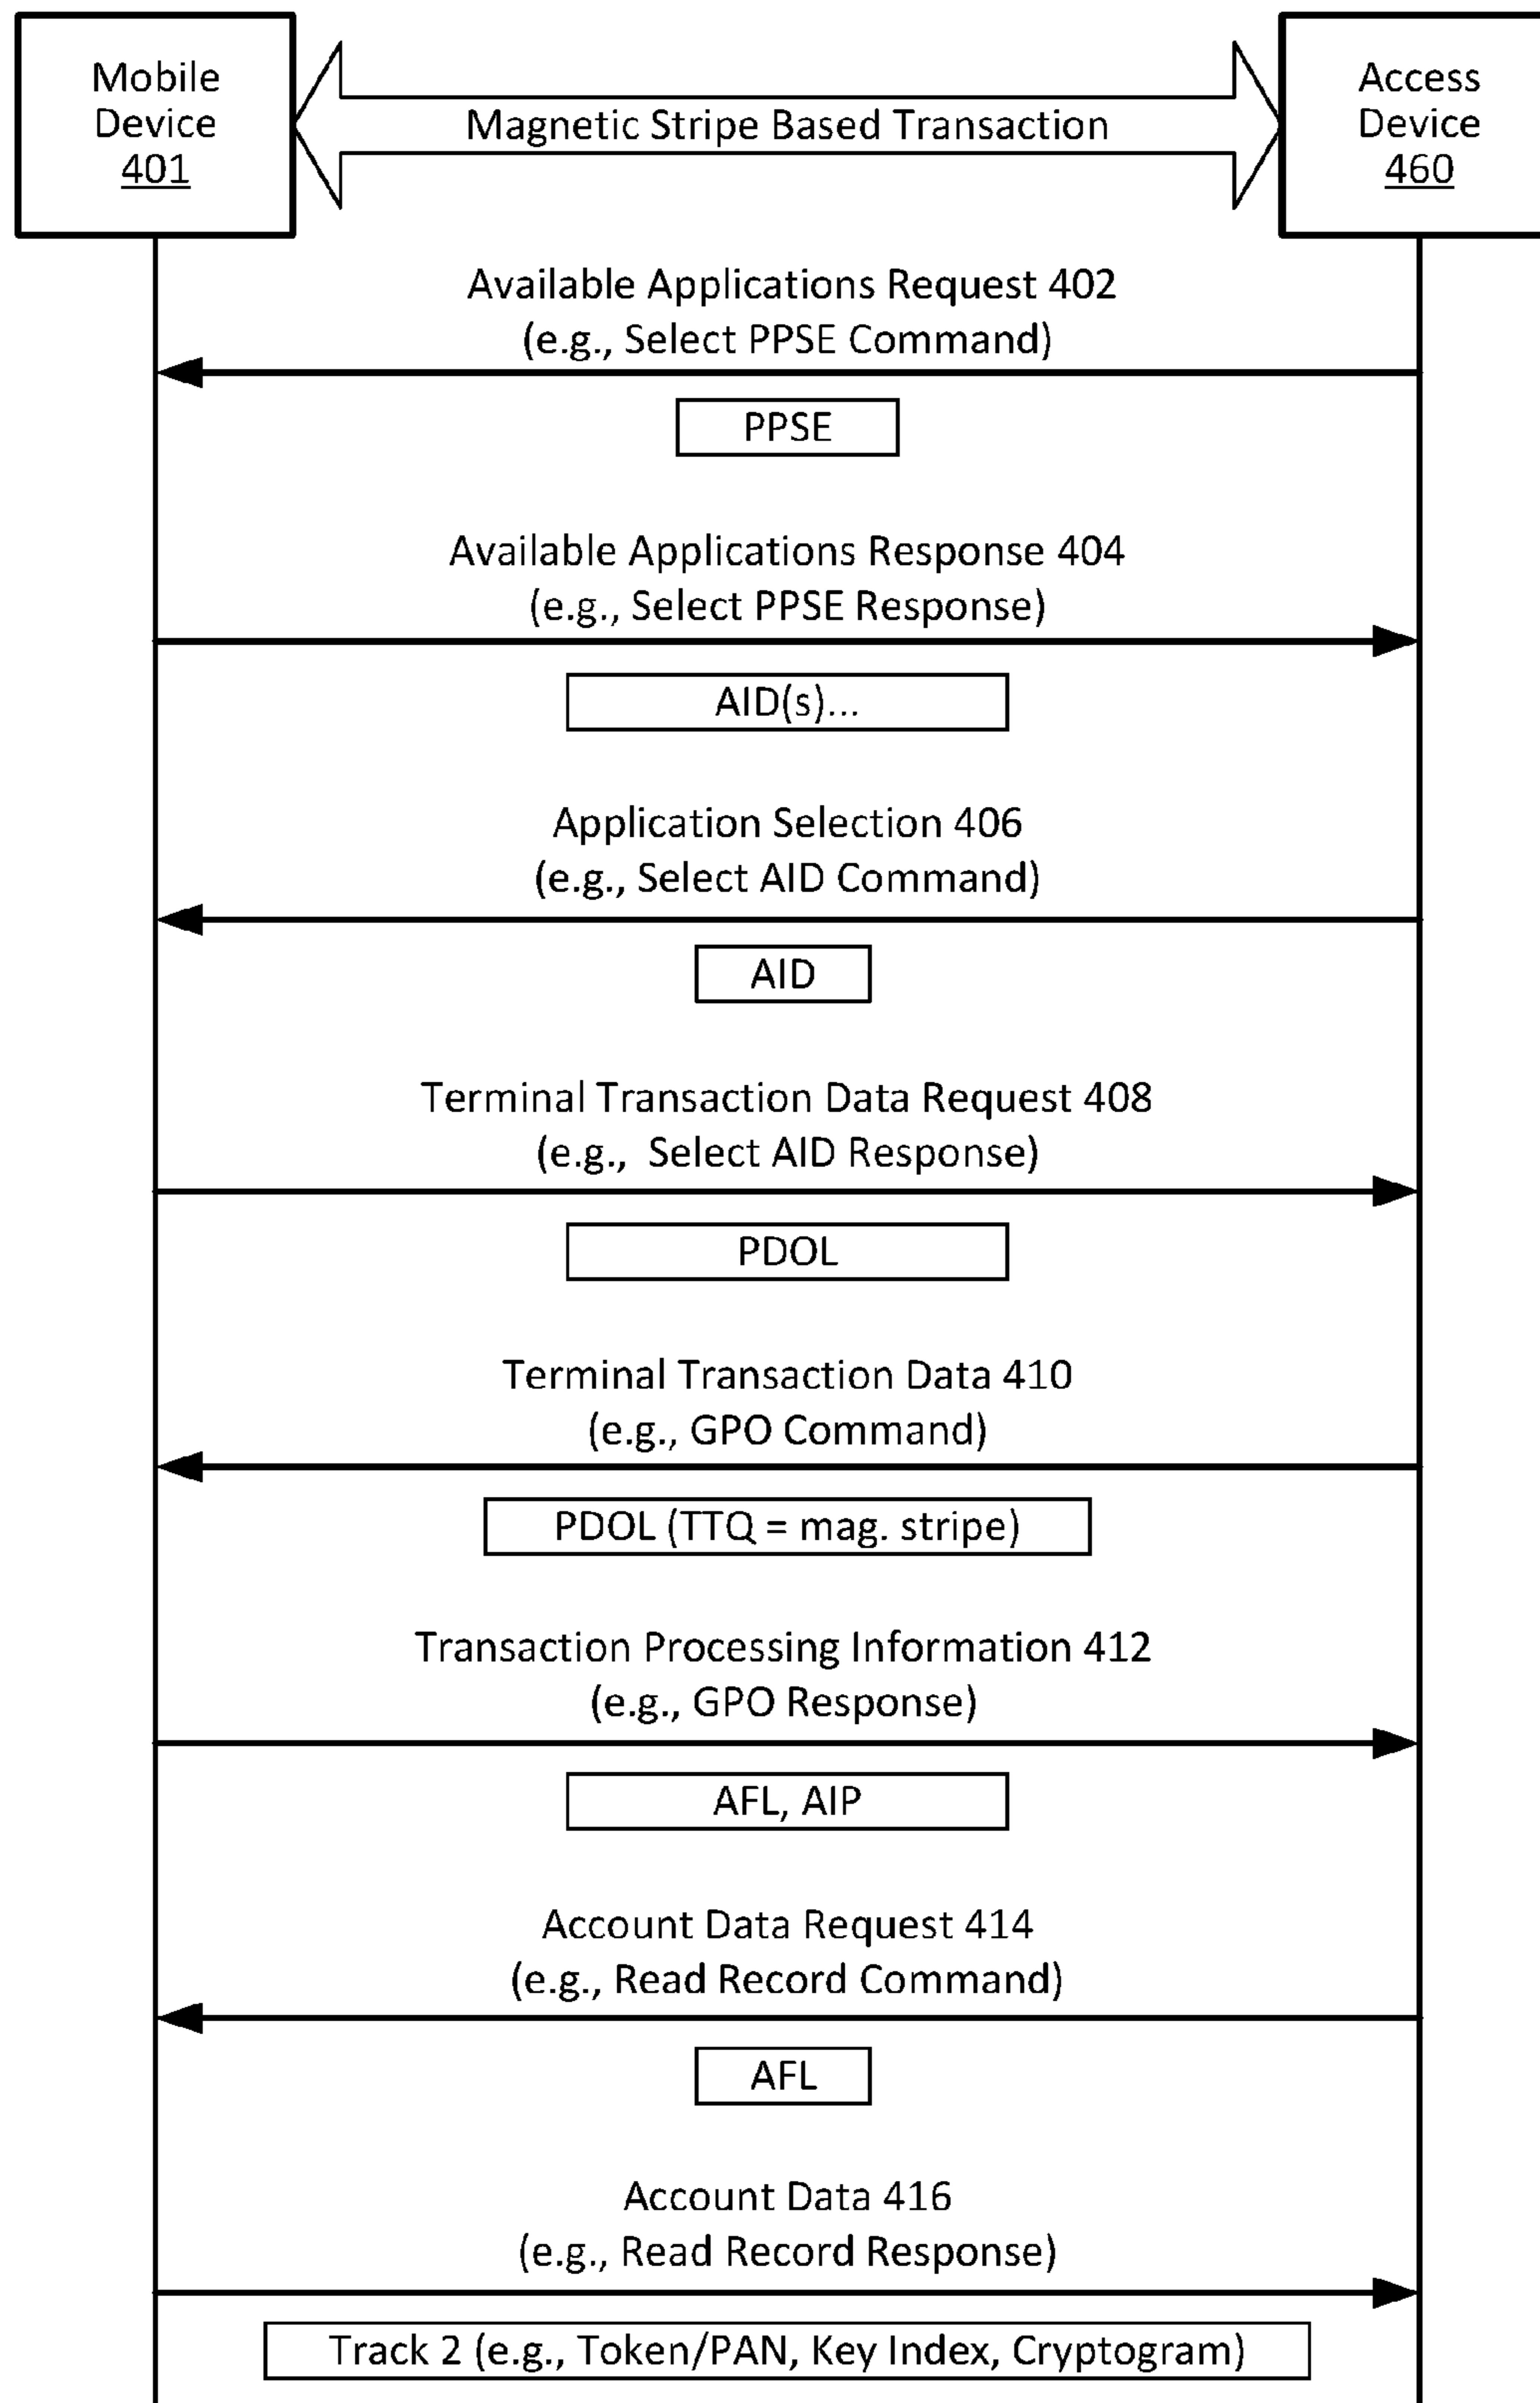 Mobile
Device
401
Magnetic Stripe Based Transaction
Access
Device
460
Available Applications Request 402
(e.g., Select PPSE Command)
PPSE
Available Applications Response 404
(e.g., Select PPSE Response)
AID(s)...
Application Selection 406
(e.g., Select AID Command)
AID
Terminal Transaction Data Request 408
(e.g., Select AID Response)
PDOL
Terminal Transaction Data 410
(e.g., GPO Command)
PDOL (TTQ = mag. stripe)
Transaction Processing Information 412
(e.g., GPO Response)
AFL, AIP
Account Data Request 414
(e.g., Read Record Command)
AFL
Account Data 416
(e.g., Read Record Response)
Track 2 (e.g., Token/PAN, Key Index, Cryptogram)